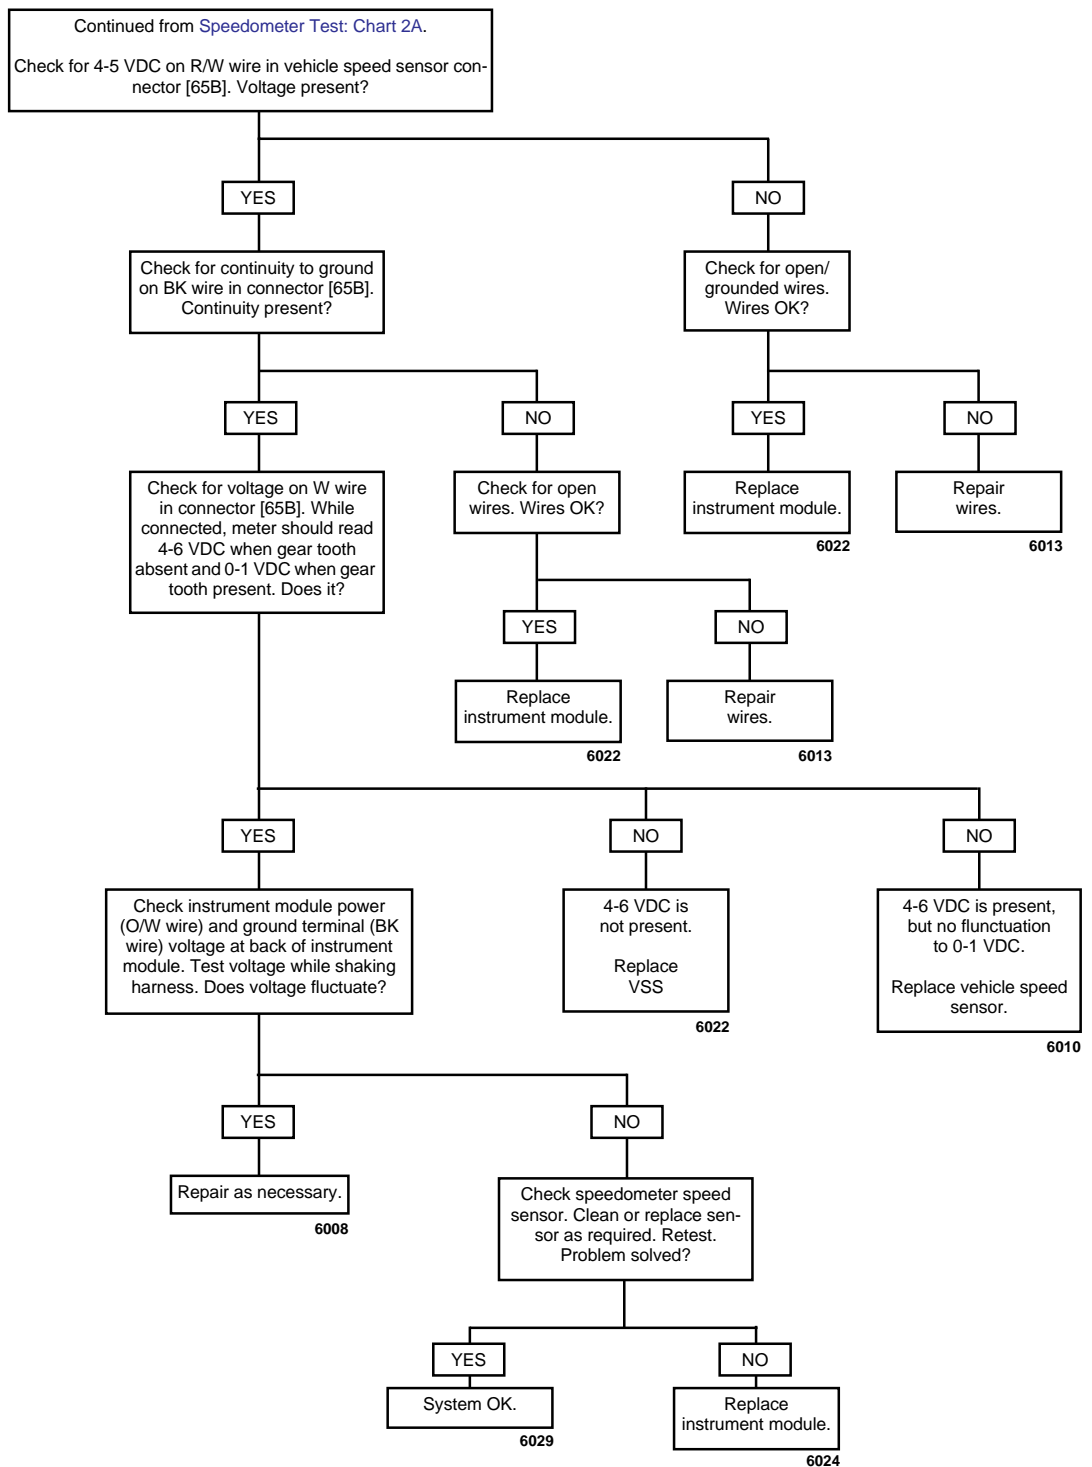 Continued from Speedometer Test: Chart 2A.
Check for 4-5 VDC on R/W wire in vehicle speed sensor con-
nector [65B]. Voltage present?
YES
NO
Check for continuity to ground
on BK wire in connector [65B].
Continuity present?
Check for open/
grounded wires.
Wires OK?
YES
NO
YES
NO
Check for voltage on W wire
in connector [65B]. While
connected, meter should read
4-6 VDC when gear tooth
absent and 0-1 VDC when gear
tooth present. Does it?
Check for open
wires. Wires OK?
Replace
instrument module.
6022
Repair
wires.
6013
YES
NO
Replace
instrument module.
6022
Repair
wires.
6013
YES
NO
NO
Check instrument module power
(O/W wire) and ground terminal (BK
wire) voltage at back of instrument
module. Test voltage while shaking
harness. Does voltage fluctuate?
4-6 VDC is
not present.
Replace
VSS
6022
4-6 VDC is present,
but no flunctuation
to 0-1 VDC.
Replace vehicle speed
sensor.
6010
YES
NO
Repair as necessary.
6008
Check speedometer speed
sensor. Clean or replace sen-
sor as required. Retest.
Problem solved?
YES
NO
System OK.
6029
Replace
instrument module.
6024